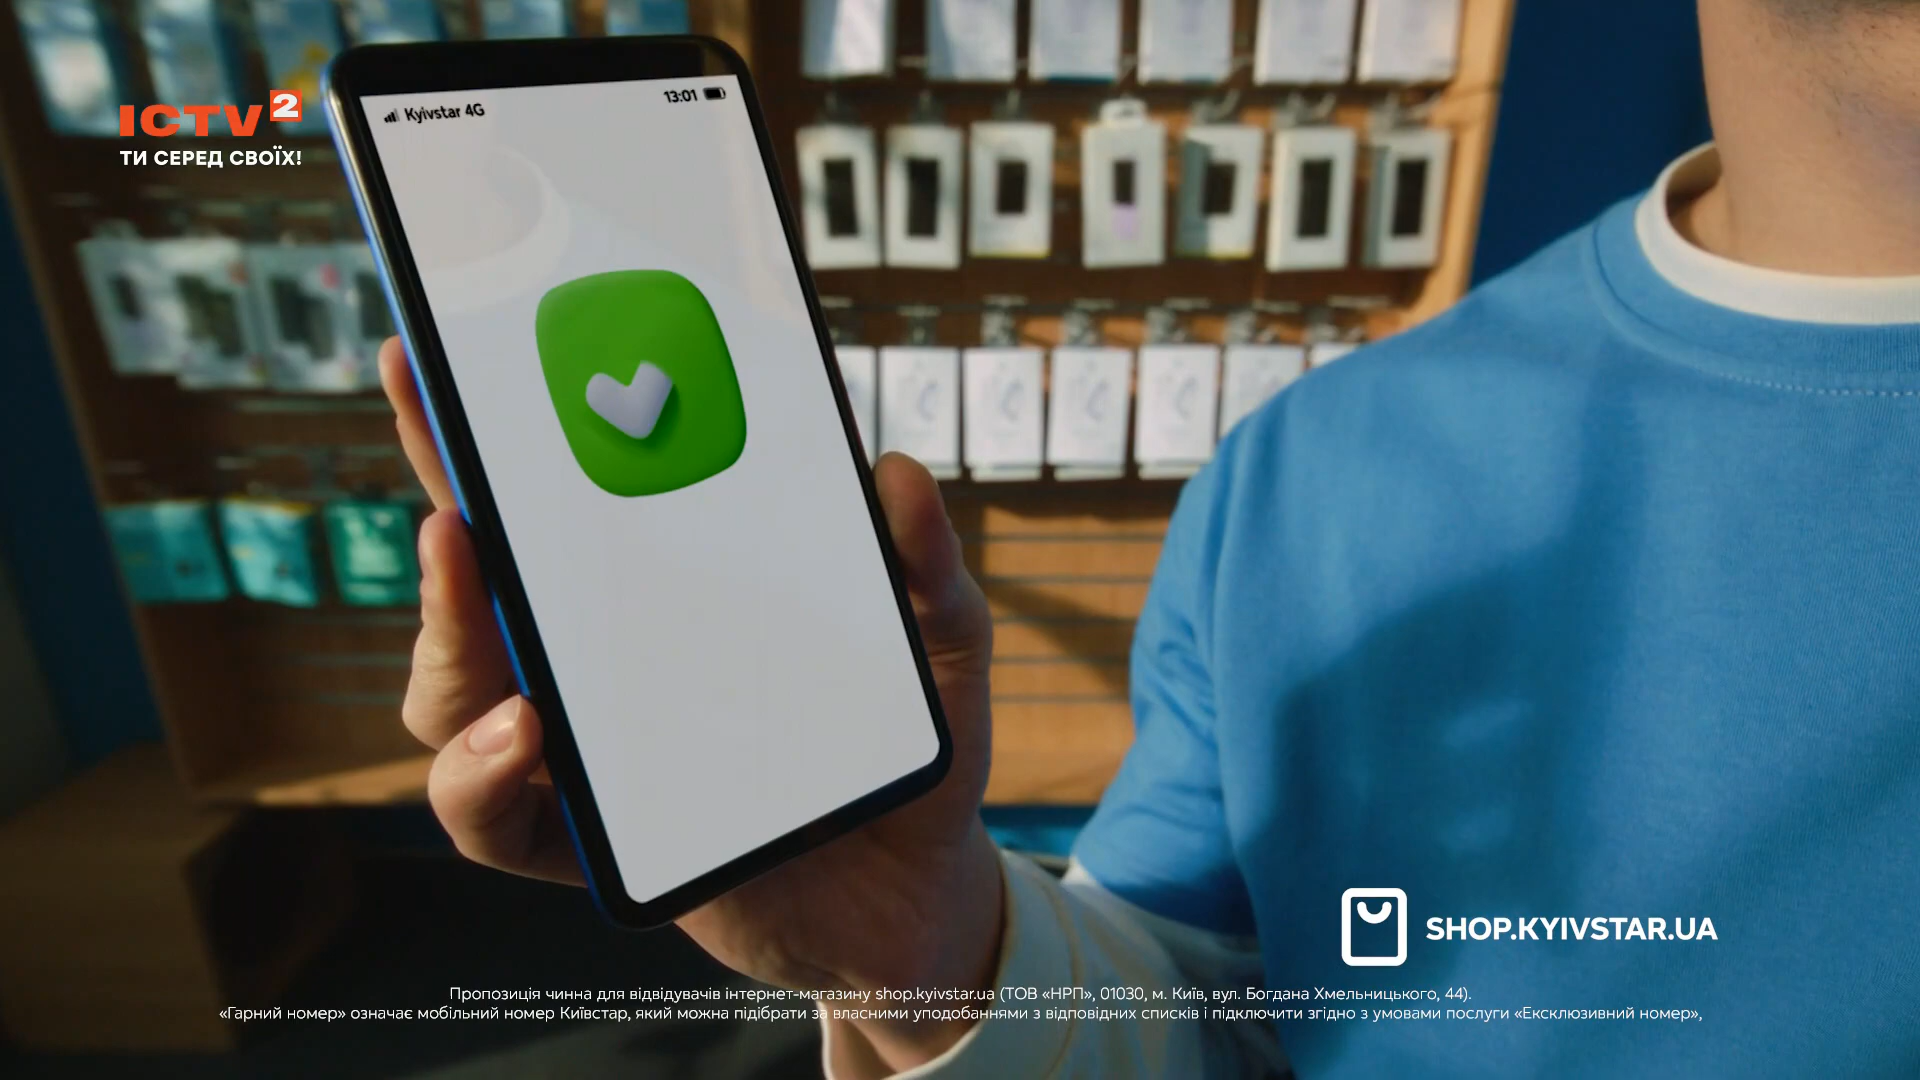 ICTV2
ТИ СЕРЕД СВОЇХ!
Kyivstar 4G
13:01
SHOP.KYIVSTAR.UA
Пропозиція чинна для відвідувачів інтернет-магазину shop.kyivstar.ua (ТОВ «НРП», 01030, м. Київ, вул. Богдана Хмельницького, 44).
«Гарний номер» означає мобільний номер Київстар, який можна підібрати за власними уподобаннями з відповідних списків і підключити згідно з умовами послуги «Ексклюзивний номер»,